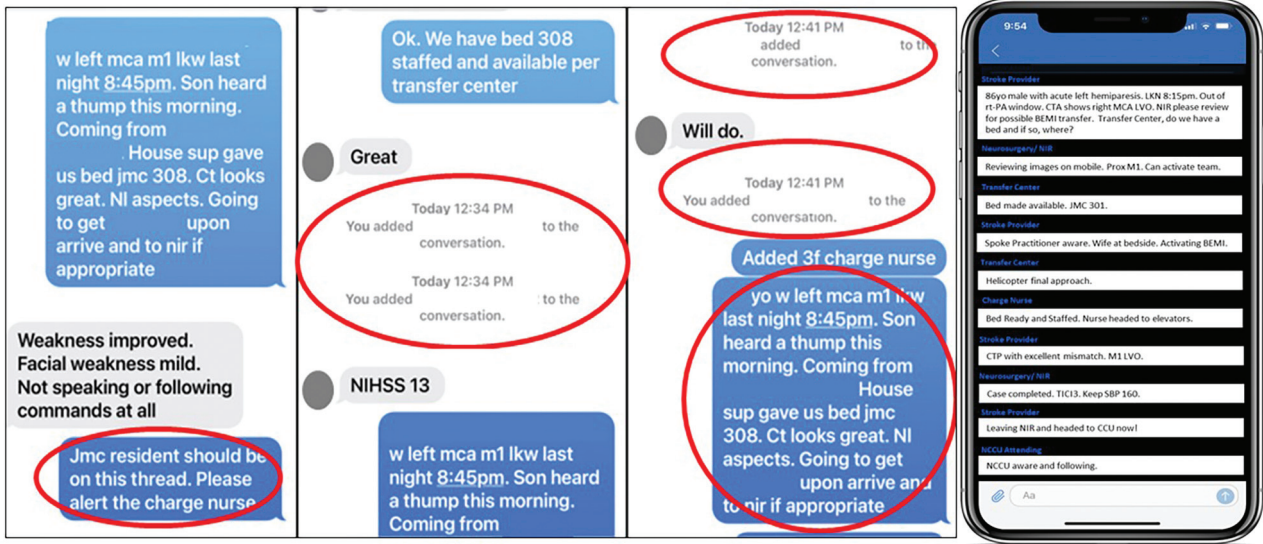 w left mca m1 lkw last
night 8:45pm. Son heard
a thump this morning.
Coming from
. House sup gave
us bed jmc 308. Ct looks
great. Nl aspects. Going
to get upon
arrive and to nir if
appropriate
Weakness improved.
Facial weakness mild.
Not speaking or following
commands at all
Jmc resident should be
on this thread. Please
alert the charge nurse
Ok. We have bed 308
staffed and available per
transfer center
Great
Today 12:34 PM
You added to the
conversation.
Today 12:34 PM
You added to the
conversation.
NIHSS 13
w left mca m1 lkw last
night 8:45pm. Son heard
a thump this morning.
Coming from
Today 12:41 PM
added to the
conversation.
Will do.
Today 12:41 PM
You added to the
conversation.
Added 3f charge nurse
yo w left mca m1 lkw
last night 8:45pm. Son
heard a thump this
morning. Coming from
House
sup gave us bed jmc
308. Ct looks great. Nl
aspects. Going to get
upon arrive and
to nir if appropriate
9:54
Stroke Provider
86yo male with acute left hemiparesis. LKN 8:15pm. Out of
rt-PA window. CTA shows right MCA LVO. NIR please review
for possible BEMI transfer. Transfer Center, do we have a
bed and if so, where?
Neurosurgery/ NIR
Reviewing images on mobile. Prox M1. Can activate team.
Transfer Center
Bed made available. JMC 301.
Stroke Provider
Spoke Practitioner aware. Wife at bedside. Activating BEMI.
Transfer Center
Helicopter final approach.
Charge Nurse
Bed Ready and Staffed. Nurse headed to elevators.
Stroke Provider
CTP with excellent mismatch. M1 LVO.
Neurosurgery/ NIR
Case completed. TICI3. Keep SBP 160.
Stroke Provider
Leaving NIR and headed to CCU now!
NCCU Attending
NCCU aware and following.
Aa